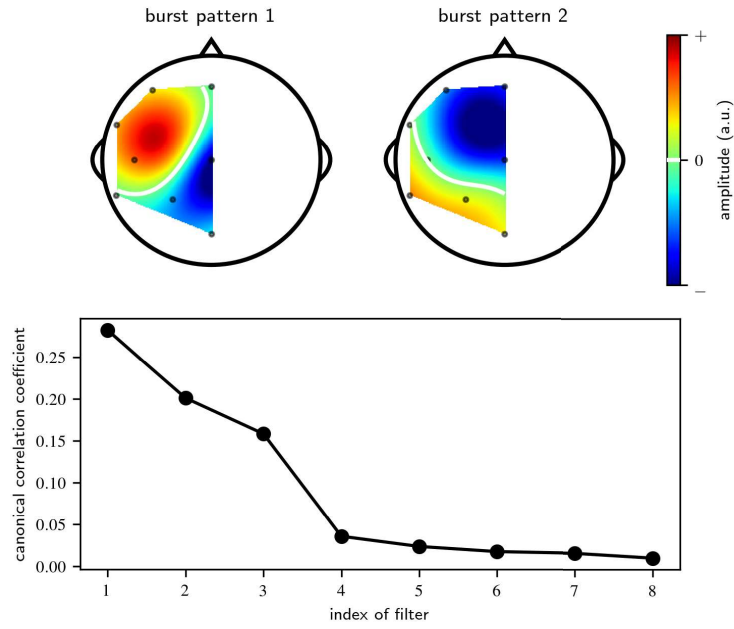 burst pattern 1
burst pattern 2
+
0
−
amplitude (a.u.)
canonical correlation coefficient
0.25
0.20
0.15
0.10
0.05
0.00
1 2 3 4 5 6 7 8
index of filter